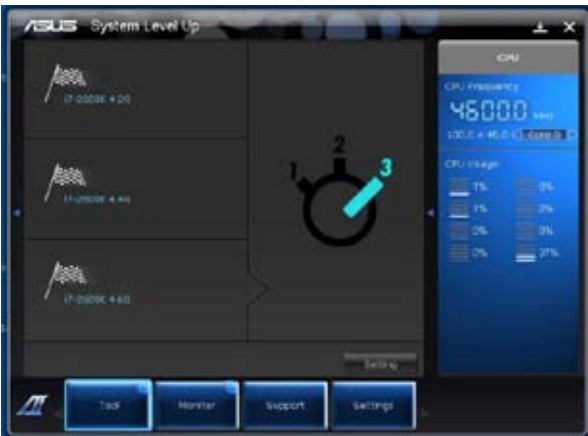 ASUS System Level Up
i7-2600K 4.2G
i7-2600K 4.4G
i7-2600K 4.6G
1
2
3
Setting
CPU
CPU Frequency
4600.0 MHz
100.0 x 46.0
CPU Usage
1% 0%
1% 0%
0% 0%
0% 37%
Tool
Monitor
Support
Settings